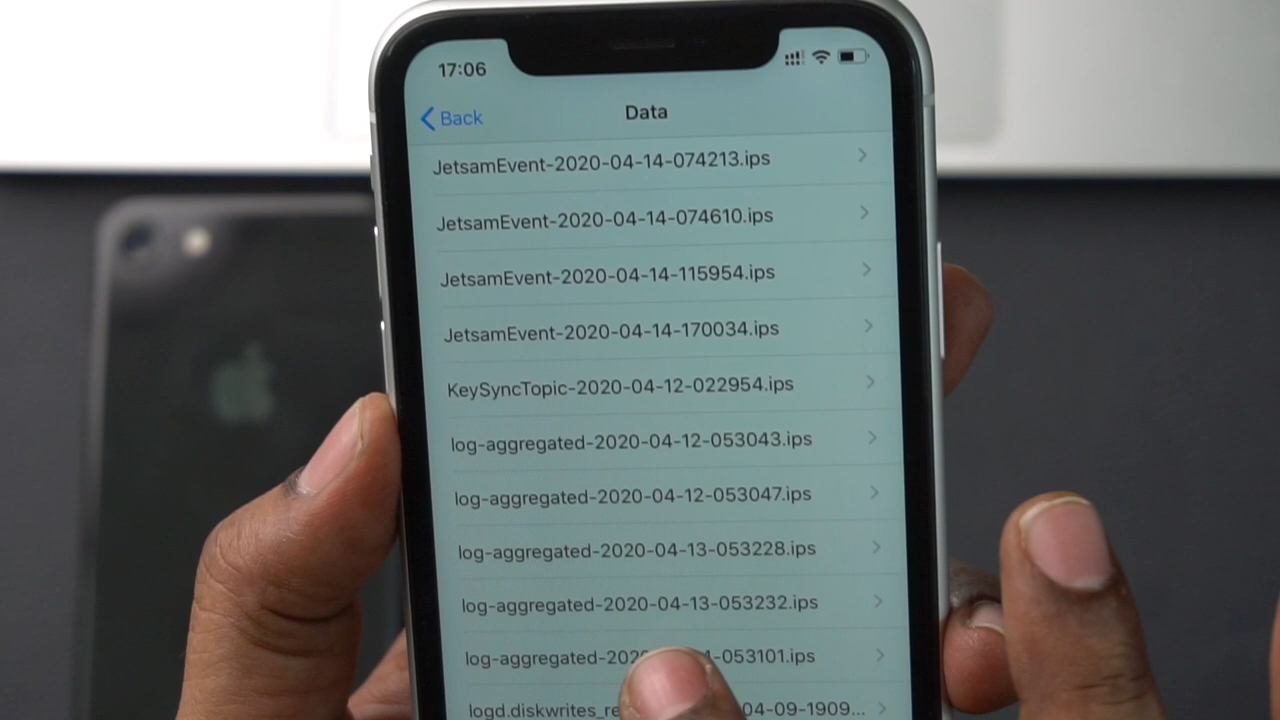 17:06
Back
Data
JetsamEvent-2020-04-14-074213.ips
JetsamEvent-2020-04-14-074610.ips
JetsamEvent-2020-04-14-115954.ips
JetsamEvent-2020-04-14-170034.ips
KeySyncTopic-2020-04-12-022954.ips
log-aggregated-2020-04-12-053043.ips
log-aggregated-2020-04-12-053047.ips
log-aggregated-2020-04-13-053228.ips
log-aggregated-2020-04-13-053232.ips
log-aggregated-202 -053101.ips
logd.diskwrites_re 04-09-1909...